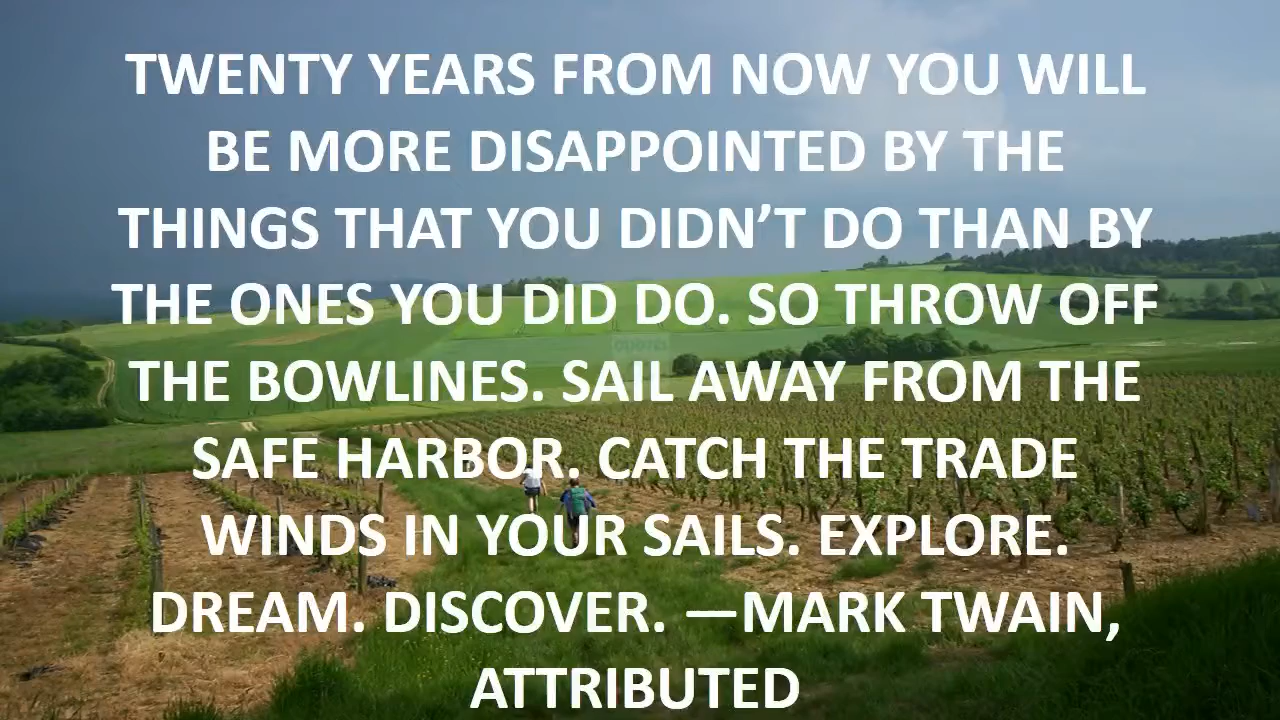 TWENTY YEARS FROM NOW YOU WILL
BE MORE DISAPPOINTED BY THE
THINGS THAT YOU DIDN’T DO THAN BY
THE ONES YOU DID DO. SO THROW OFF
THE BOWLINES. SAIL AWAY FROM THE
SAFE HARBOR. CATCH THE TRADE
WINDS IN YOUR SAILS. EXPLORE.
DREAM. DISCOVER. —MARK TWAIN,
ATTRIBUTED